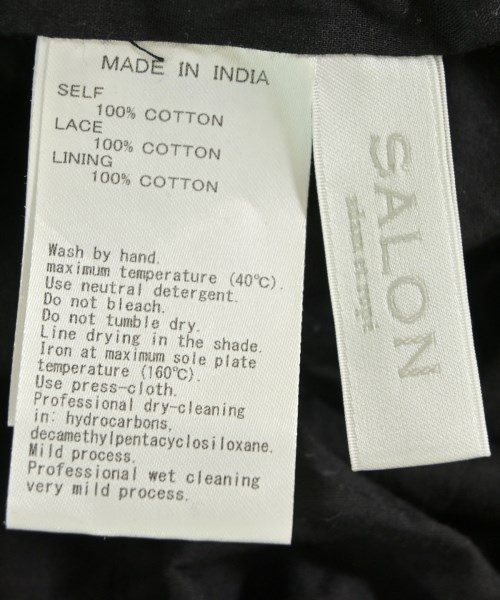 MADE IN INDIA
SELF
100% COTTON
LACE
100% COTTON
LINING
100% COTTON
Wash by hand.
maximum temperature (40℃).
Use neutral detergent.
Do not bleach.
Do not tumble dry.
Line drying in the shade.
Iron at maximum sole plate
temperature (160℃).
Use press-cloth.
Professional dry-cleaning
in: hydrocarbons,
decamethylpentacyclosiloxane.
Mild process.
Professional wet cleaning
very mild process.
SALON
adam et ropé